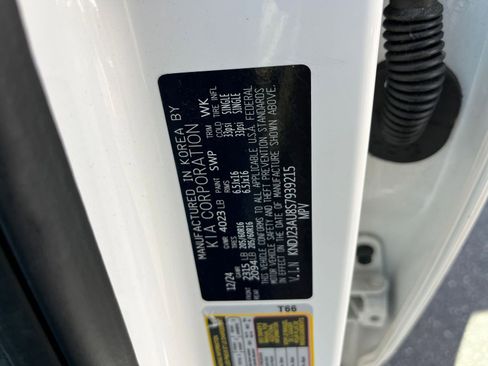 MANUFACTURED IN KOREA BY
KIA CORPORATION
12/24 GVWR 4023 LB PAINT SWP TRIM WK
TIRES RIMS COLD TIRE INFL
FRONT 2315 LB 205/60R16 6.5Jx16 33psi SINGLE
REAR 2094 LB 205/60R16 6.5Jx16 33psi SINGLE
THIS VEHICLE CONFORMS TO ALL APPLICABLE U.S.A. FEDERAL
MOTOR VEHICLE SAFETY AND THEFT PREVENTION STANDARDS
IN EFFECT ON THE DATE OF MANUFACTURE SHOWN ABOVE.
V.I.N KNDJ23AU8S7939215
MPV
T66